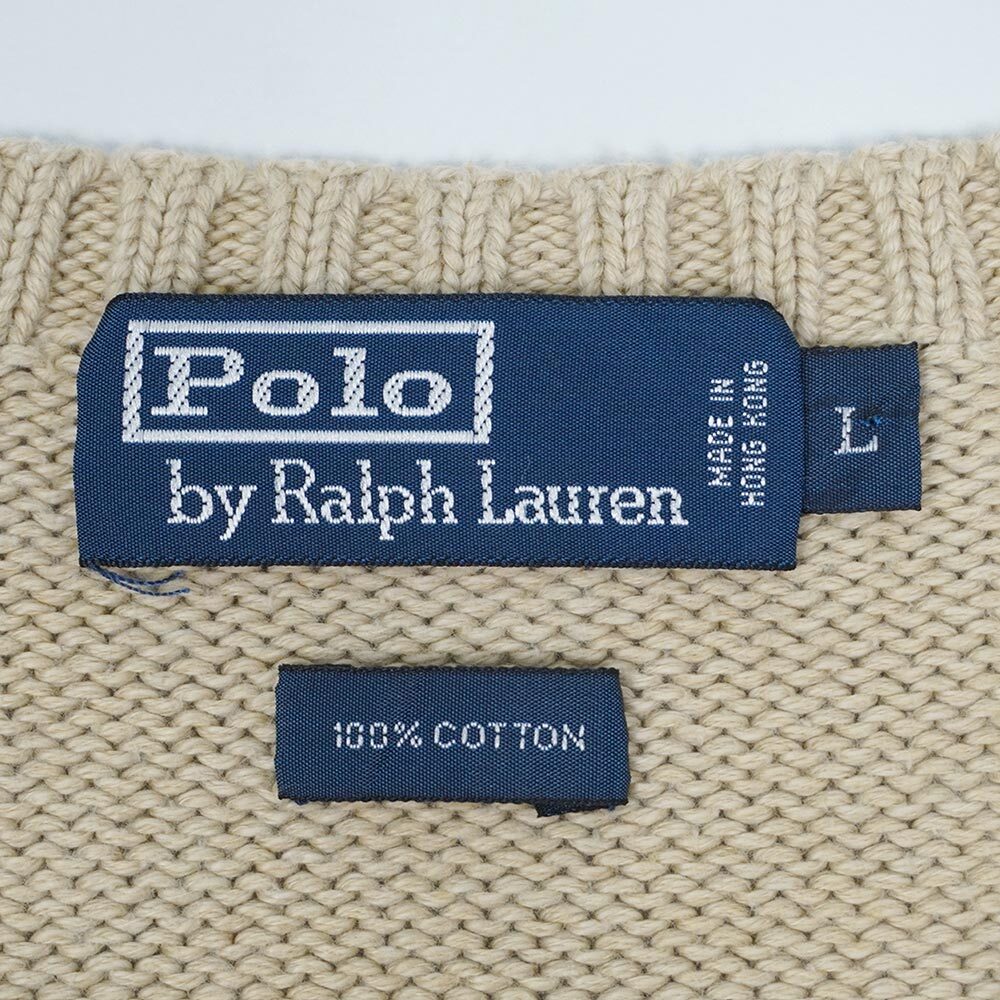 Polo
by Ralph Lauren
MADE IN
HONG KONG
L
100% COTTON